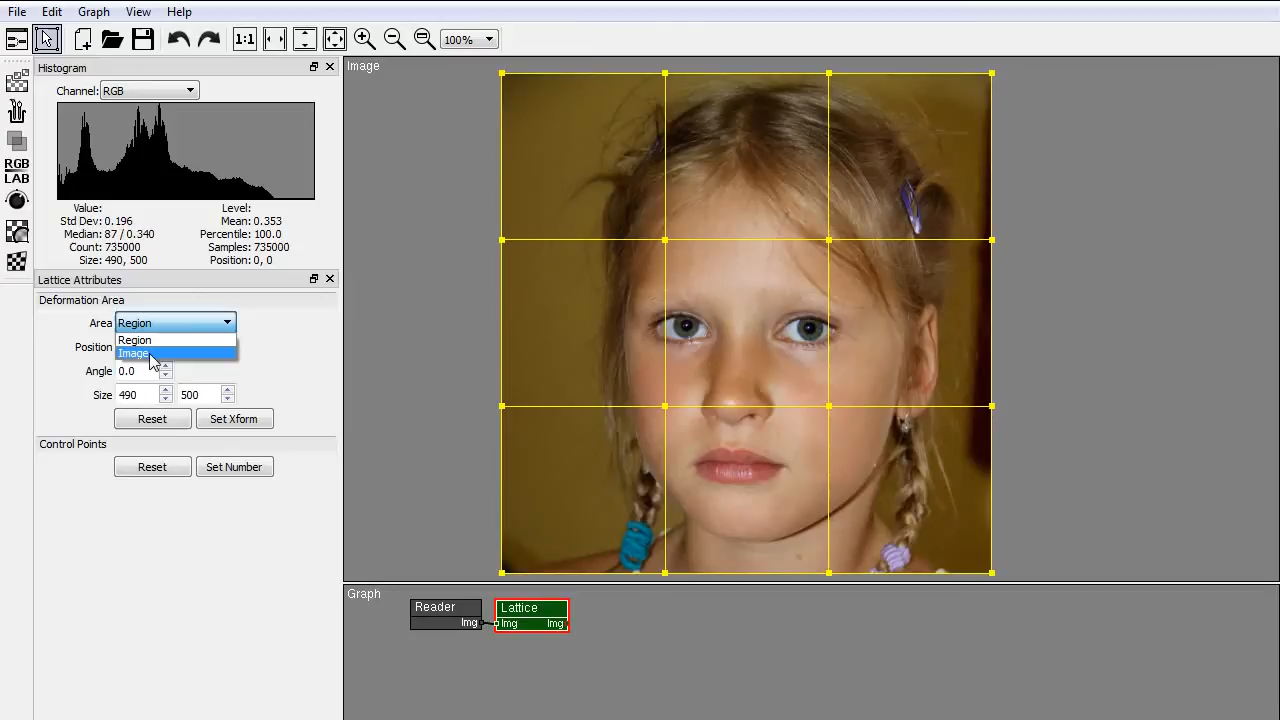 File Edit Graph View Help
1:1 100%
Histogram
Channel: RGB
RGB
LAB
Value: Level:
Std Dev: 0.196 Mean: 0.353
Median: 87 / 0.340 Percentile: 100.0
Count: 735000 Samples: 735000
Size: 490, 500 Position: 0, 0
Lattice Attributes
Deformation Area
Area Region
Region
Position Image
Angle 0.0
Size 490 500
Reset Set Xform
Control Points
Reset Set Number
Image
Graph
Reader Lattice
Img Img Img